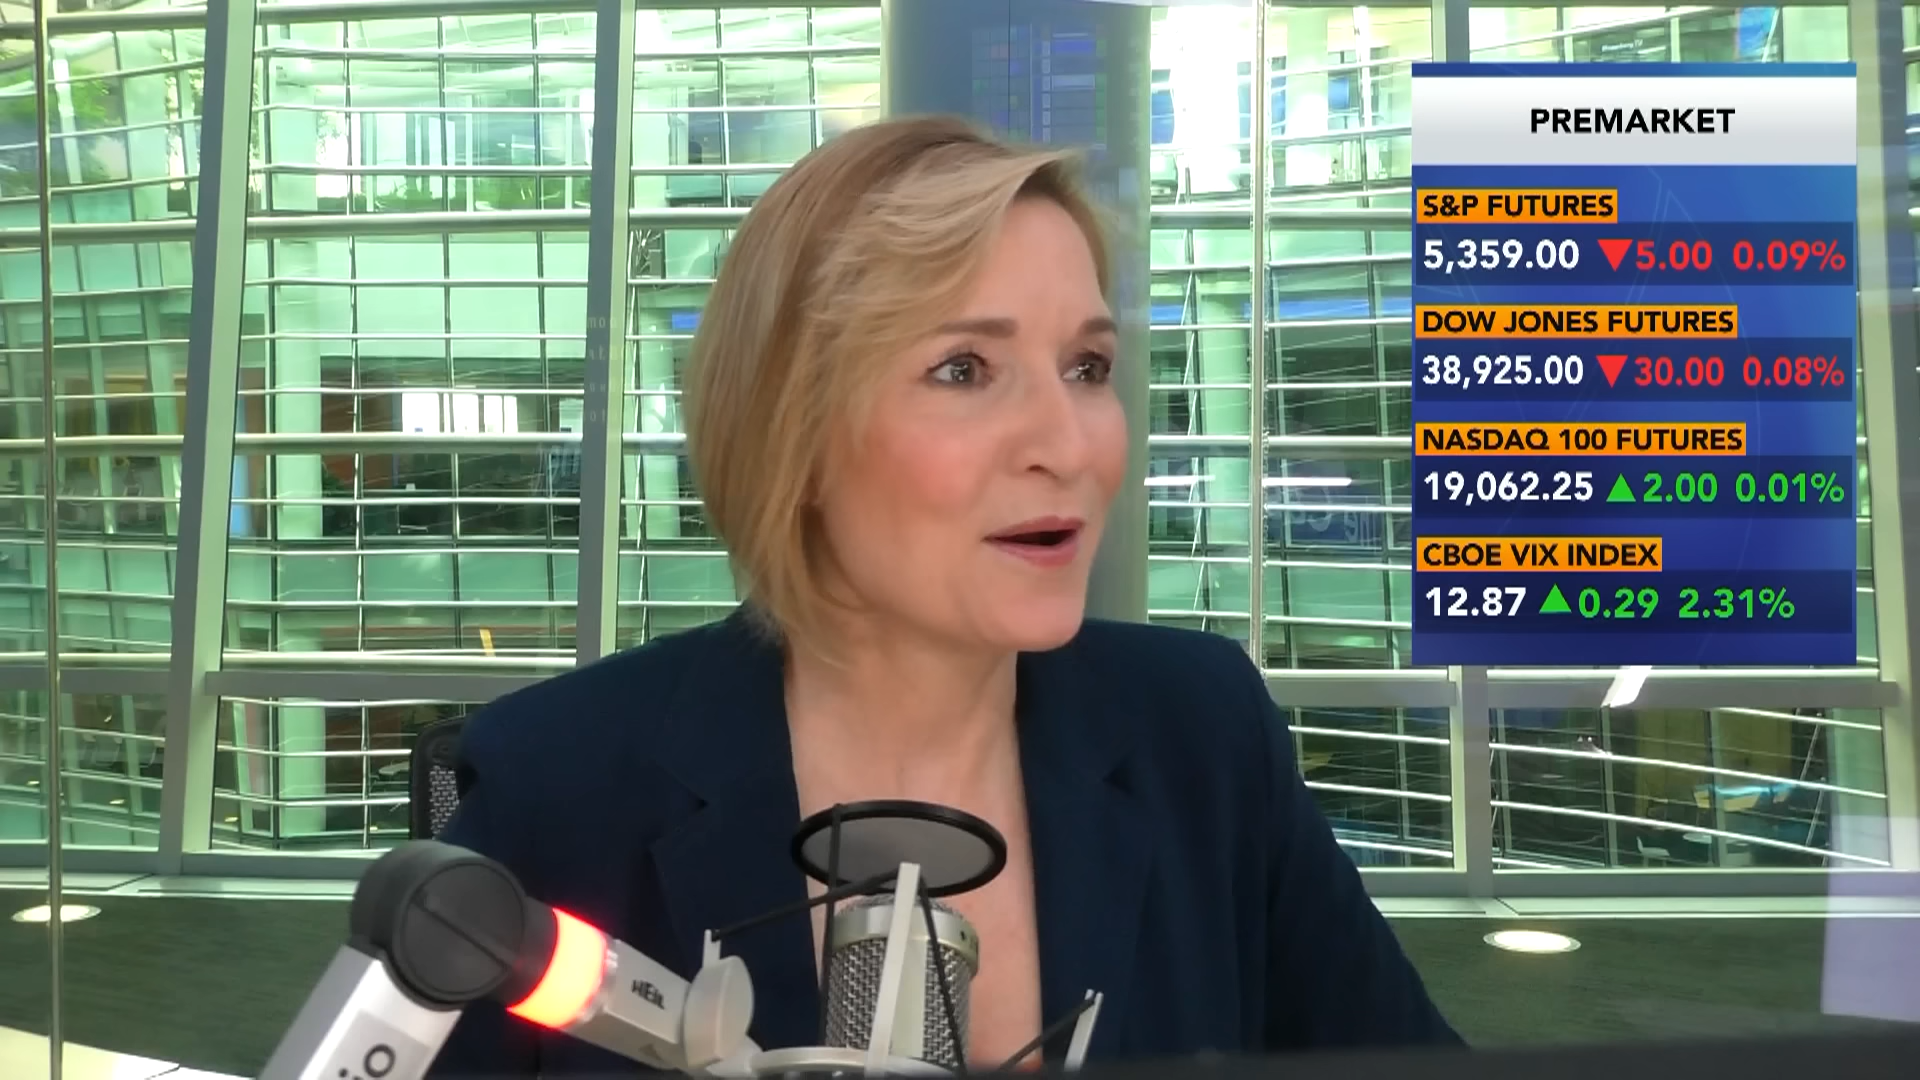 PREMARKET
S&P FUTURES
5,359.00 ▼5.00 0.09%
DOW JONES FUTURES
38,925.00 ▼30.00 0.08%
NASDAQ 100 FUTURES
19,062.25 ▲2.00 0.01%
CBOE VIX INDEX
12.87 ▲0.29 2.31%